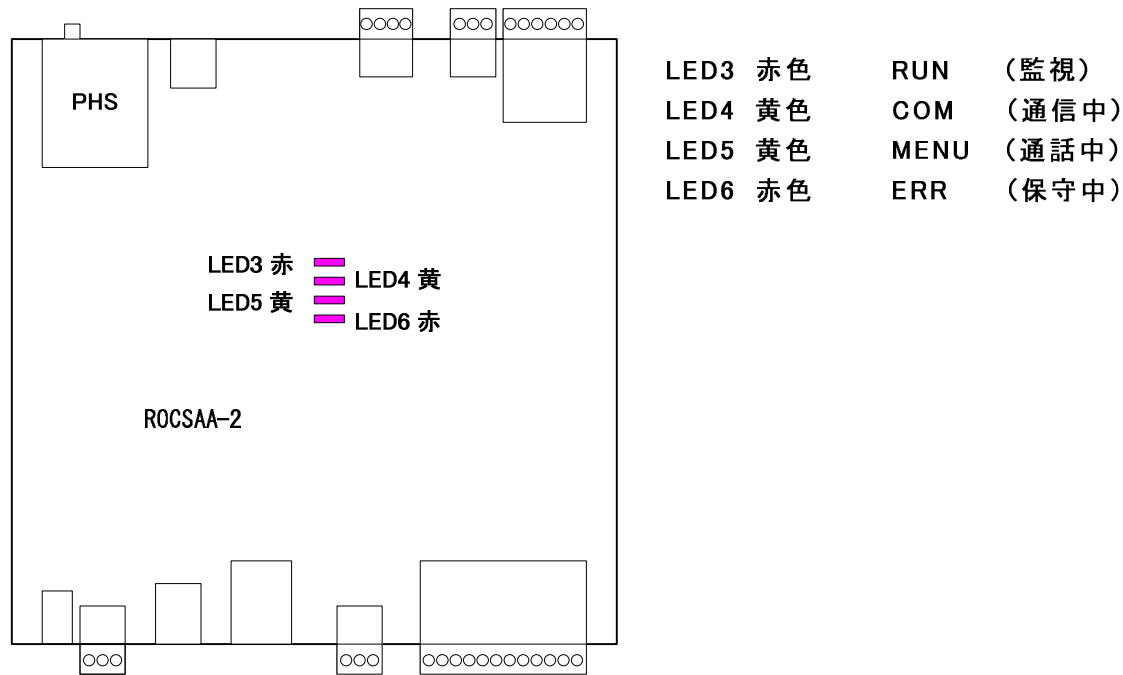 PHS
LED3 赤
LED4 黄
LED5 黄
LED6 赤
ROCSAA-2
LED3 赤色 RUN （監視）
LED4 黄色 COM （通信中）
LED5 黄色 MENU （通話中）
LED6 赤色 ERR （保守中）